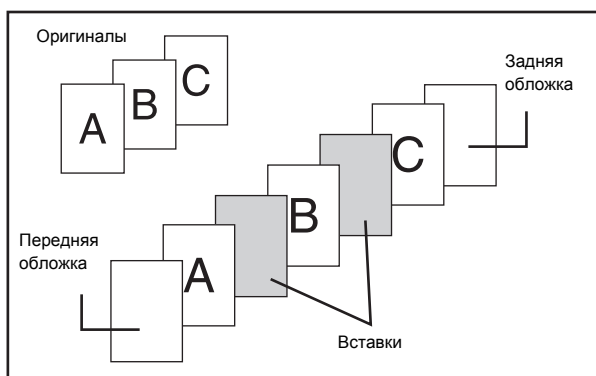 Оригиналы
A
B
C
Задняя
обложка
Передняя
обложка
A
B
C
Вставки